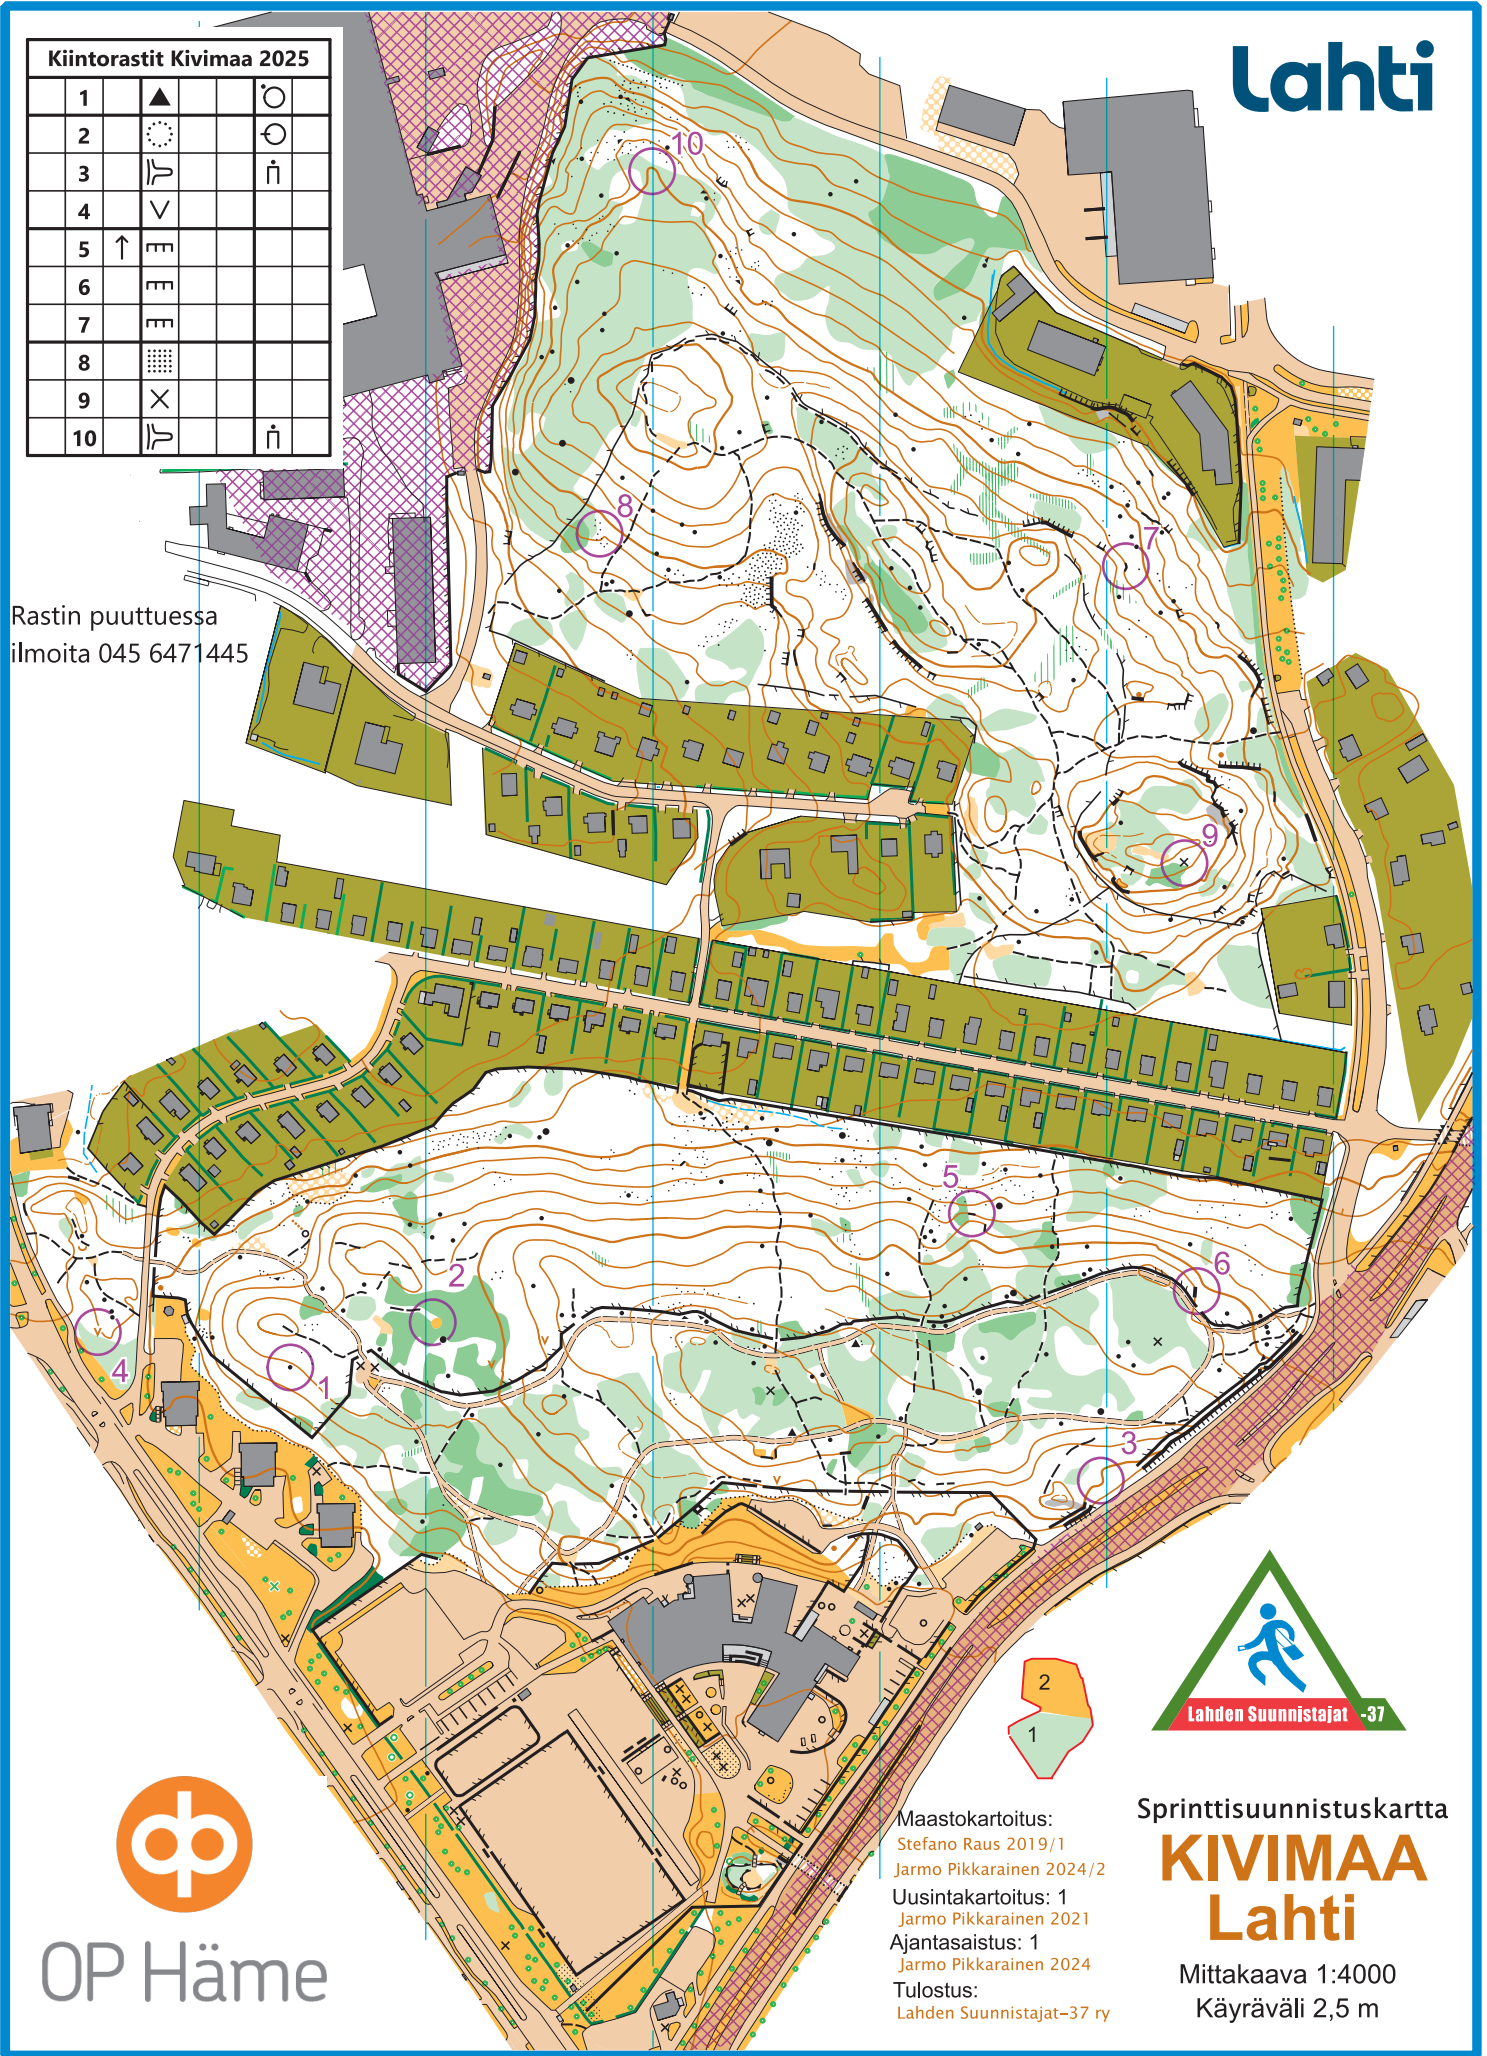 Kiintorastit Kivimaa 2025
1
2
3
4
5
6
7
8
9
10
Lahti
10
8
7
Rastin puuttuessa
ilmoita 045 6471445
9
5
2
6
4
1
3
2
1
Lahden Suunnistajat -37
Maastokartoitus:
Stefano Raus 2019/1
Jarmo Pikkarainen 2024/2
Uusintakartoitus: 1
Jarmo Pikkarainen 2021
Ajantasaistus: 1
Jarmo Pikkarainen 2024
Tulostus:
Lahden Suunnistajat-37 ry
Sprinttisuunnistuskartta
KIVIMAA
Lahti
Mittakaava 1:4000
Käyräväli 2,5 m
OP Häme